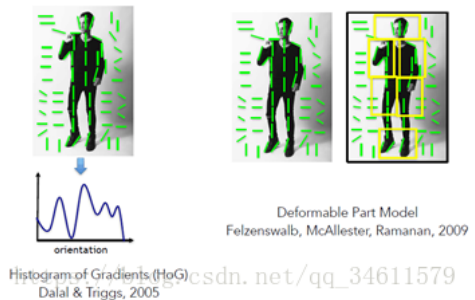 orientation
Histogram of Gradients (HoG)
Dalal & Triggs, 2005
Deformable Part Model
Felzenswalb, McAllester, Ramanan, 2009
https://blog.csdn.net/qq_34611579